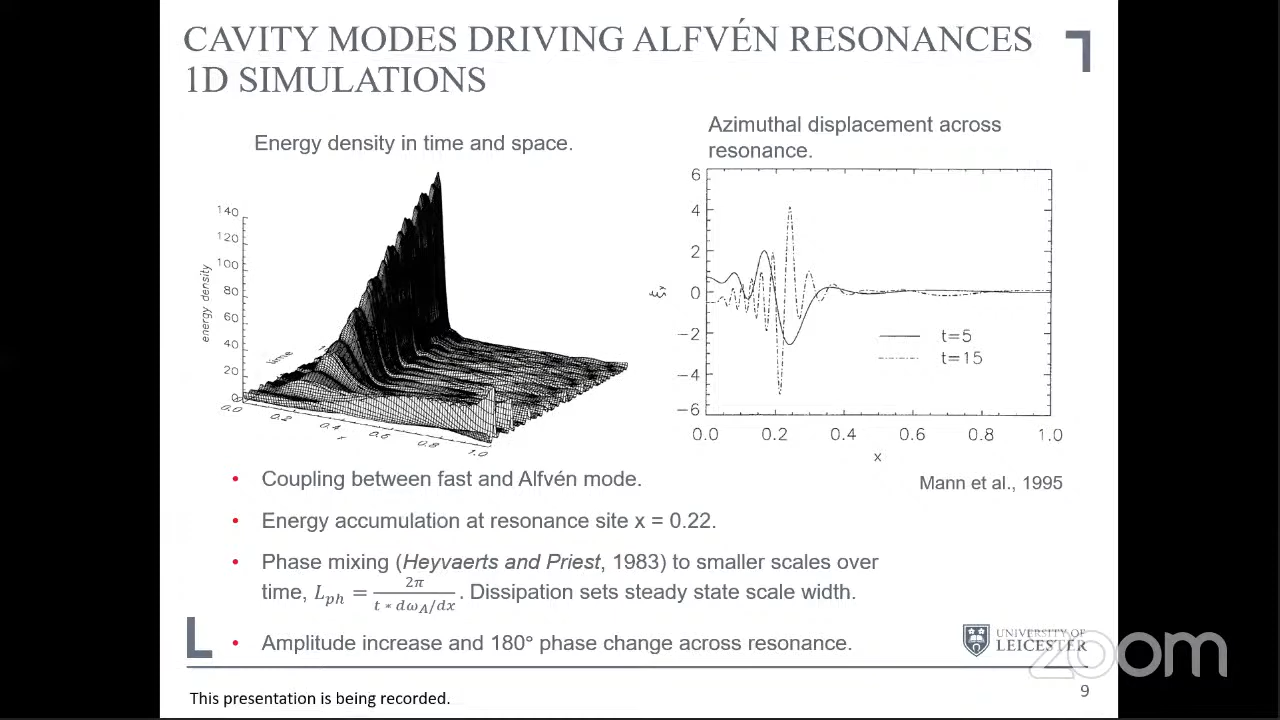 CAVITY MODES DRIVING ALFVÉN RESONANCES
1D SIMULATIONS
Energy density in time and space.
140
120
100
80
60
40
20
0
energy density
time
0.0
0.2
0.4
x
0.6
0.8
1.0
Azimuthal displacement across
resonance.
6
4
2
0
−2
−4
−6
ξy
t=5
t=15
0.0 0.2 0.4 0.6 0.8 1.0
x
Mann et al., 1995
• Coupling between fast and Alfvén mode.
• Energy accumulation at resonance site x = 0.22.
• Phase mixing (Heyvaerts and Priest, 1983) to smaller scales over
time, L_ph = 2π / (t * dω_A/dx). Dissipation sets steady state scale width.
• Amplitude increase and 180° phase change across resonance.
UNIVERSITY OF
LEICESTER
zoom
9
This presentation is being recorded.